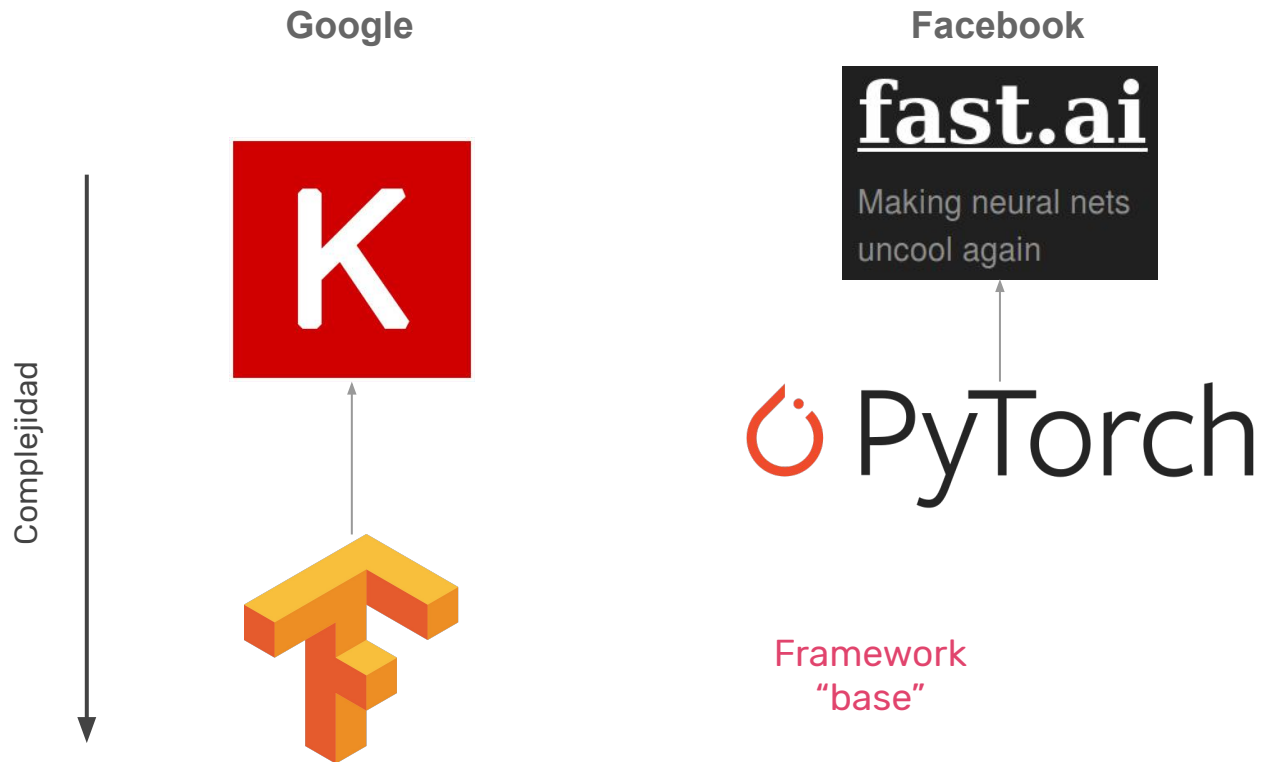 Google
Facebook
fast.ai
Making neural nets
uncool again
K
Complejidad
PyTorch
Framework
“base”